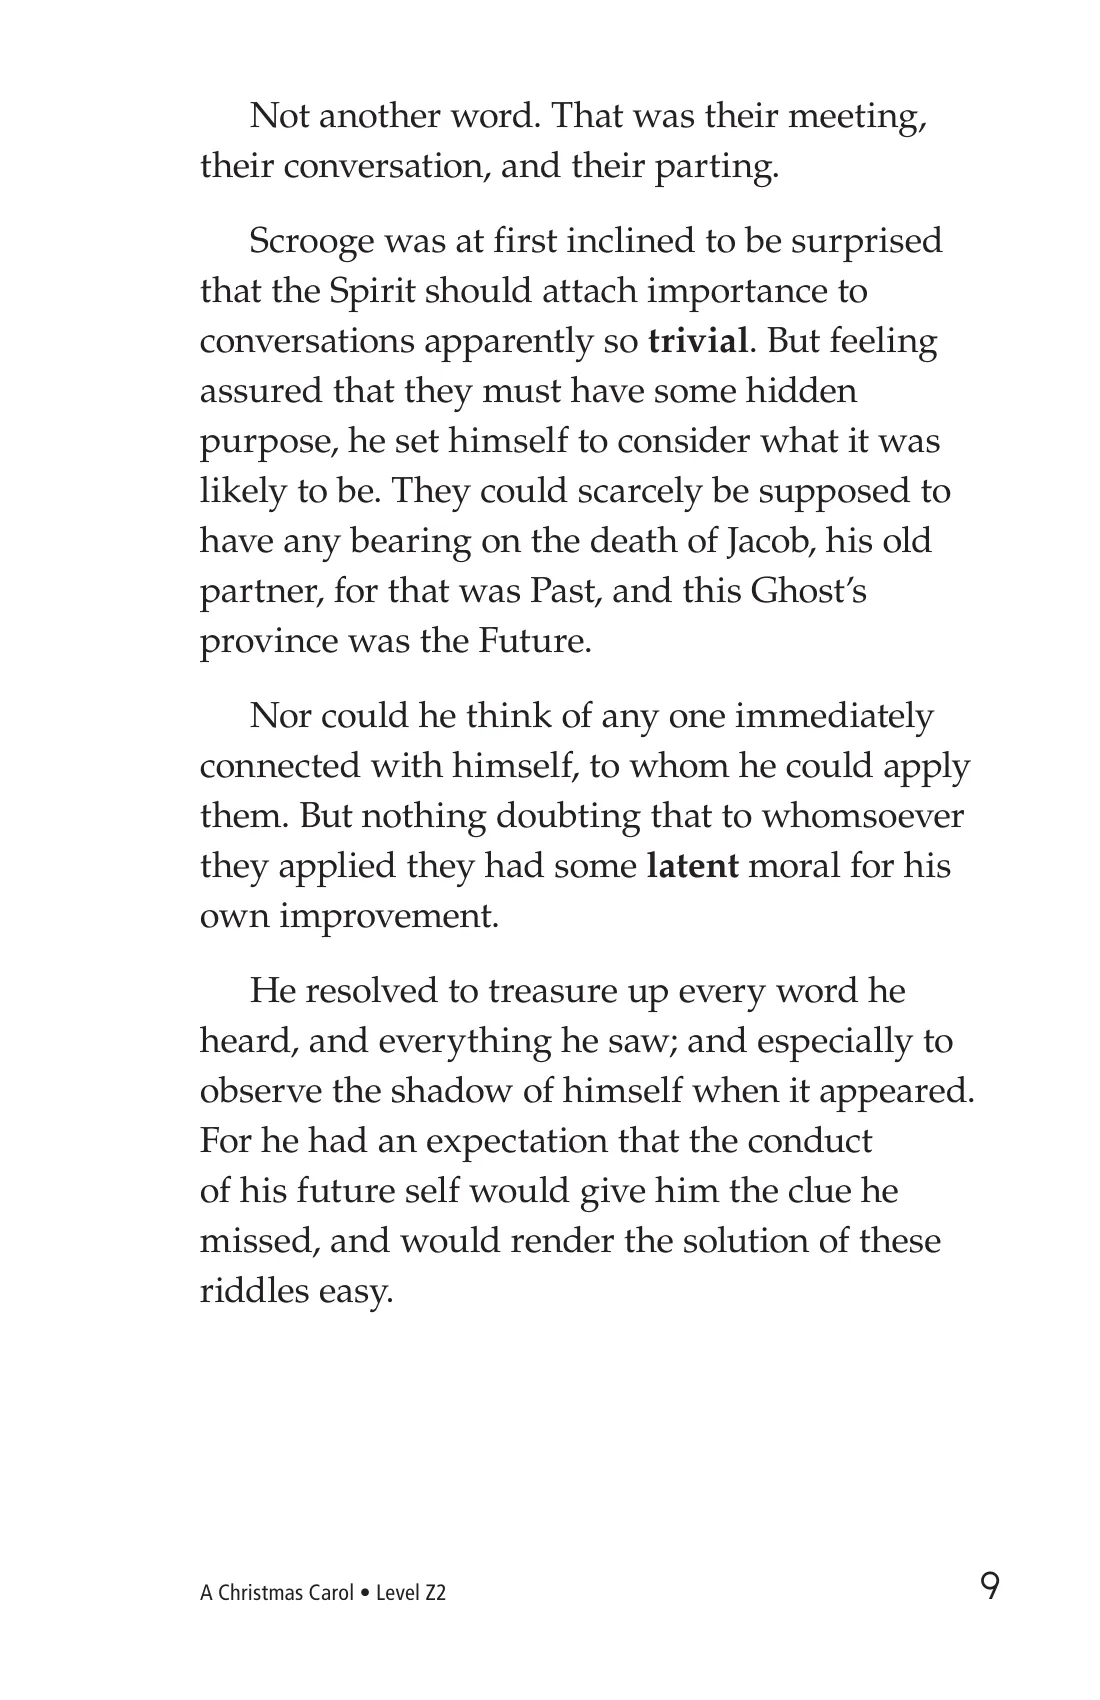 Not another word. That was their meeting,
their conversation, and their parting.
Scrooge was at first inclined to be surprised
that the Spirit should attach importance to
conversations apparently so trivial. But feeling
assured that they must have some hidden
purpose, he set himself to consider what it was
likely to be. They could scarcely be supposed to
have any bearing on the death of Jacob, his old
partner, for that was Past, and this Ghost’s
province was the Future.
Nor could he think of any one immediately
connected with himself, to whom he could apply
them. But nothing doubting that to whomsoever
they applied they had some latent moral for his
own improvement.
He resolved to treasure up every word he
heard, and everything he saw; and especially to
observe the shadow of himself when it appeared.
For he had an expectation that the conduct
of his future self would give him the clue he
missed, and would render the solution of these
riddles easy.
A Christmas Carol • Level Z2
9